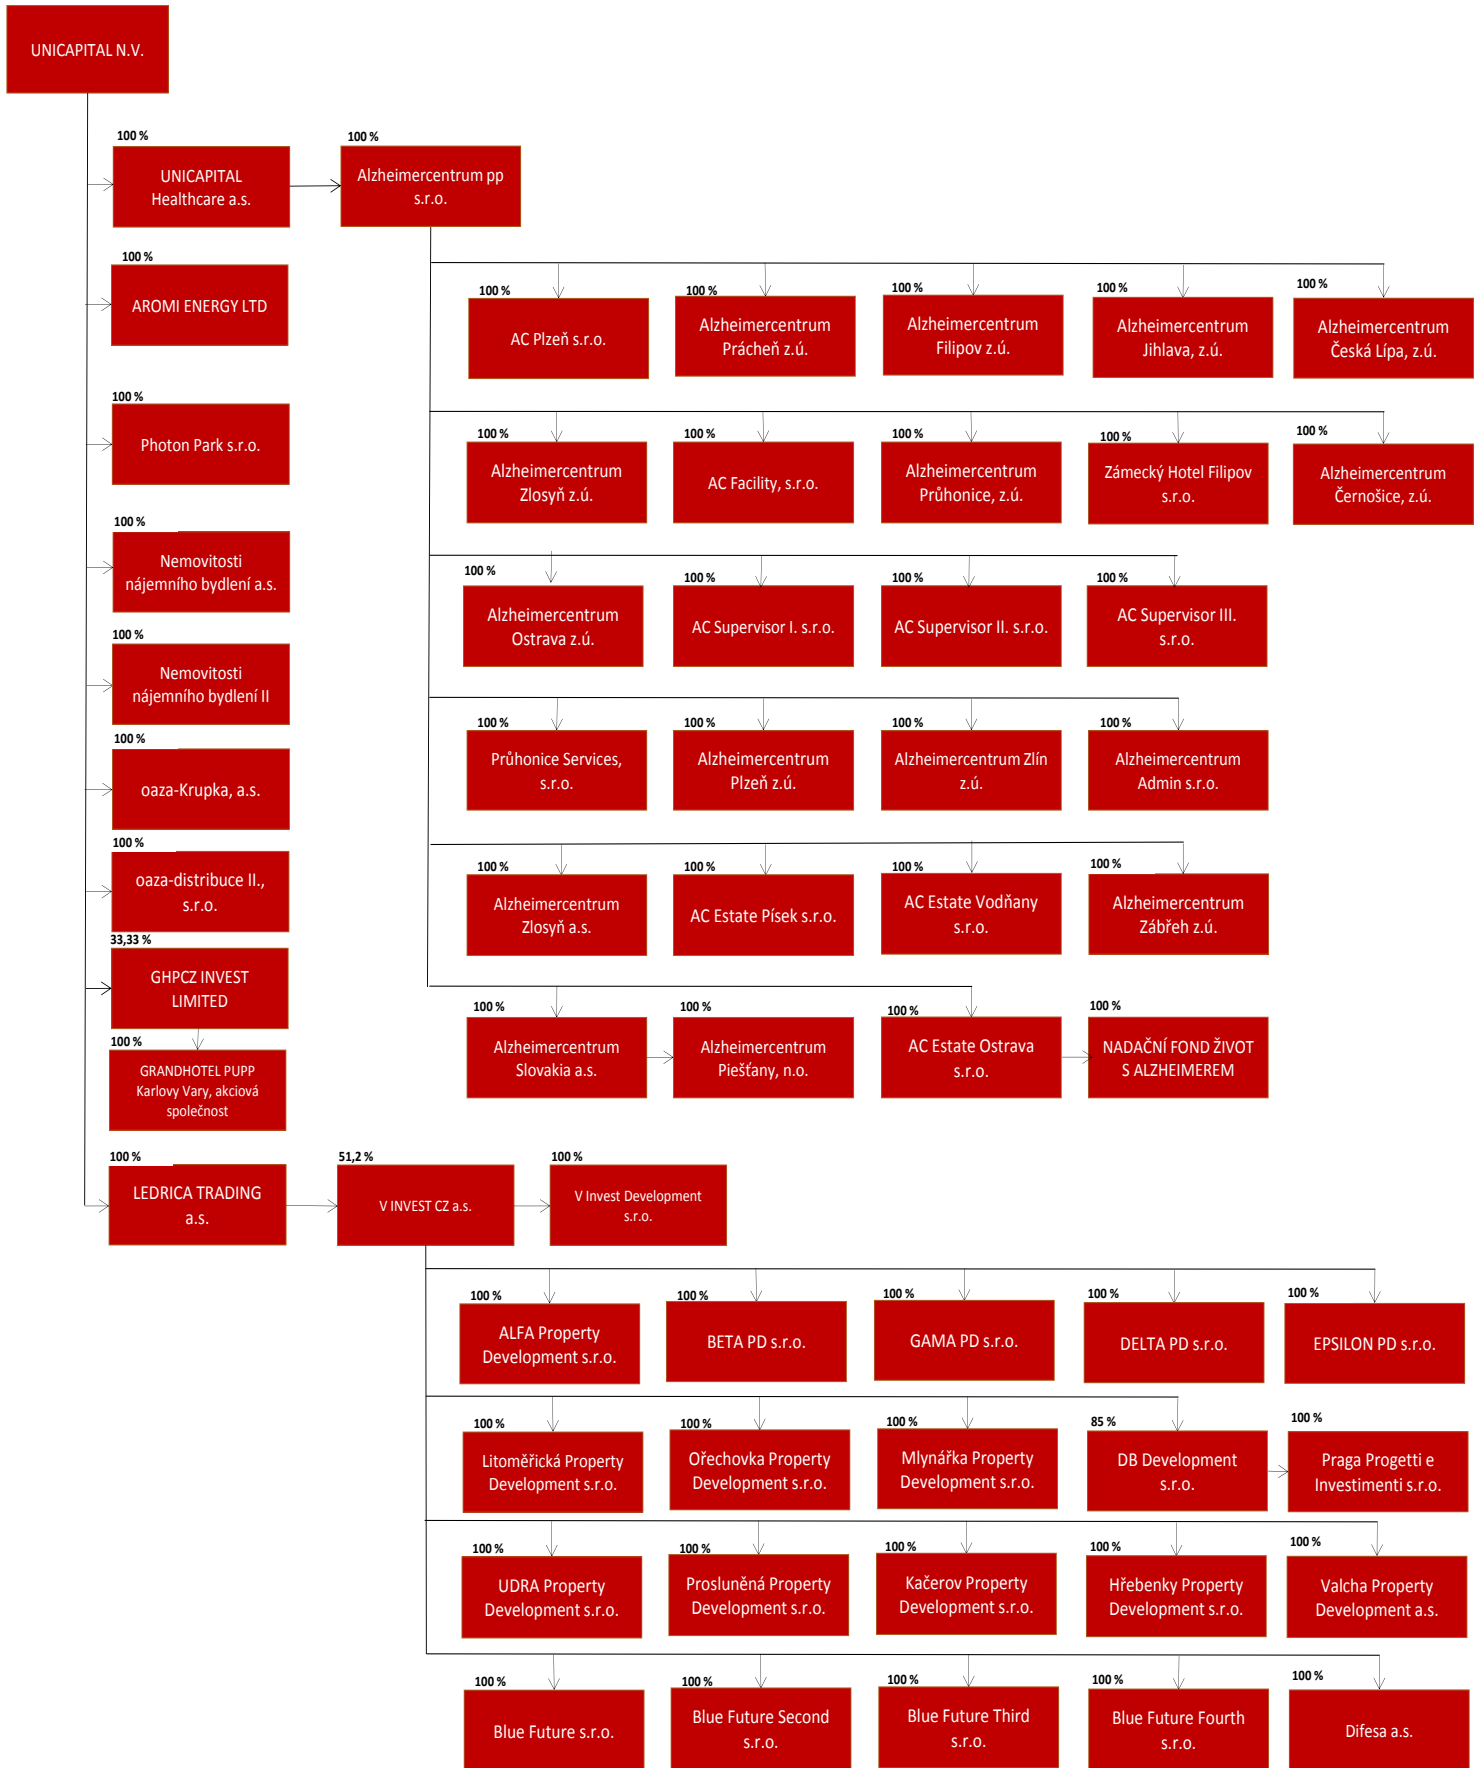 UNICAPITAL N.V.
100 %
100 %
UNICAPITAL
Healthcare a.s.
Alzheimercentrum pp
s.r.o.
100 %
AROMI ENERGY LTD
100 %
100 %
100 %
100 %
100 %
AC Plzeň s.r.o.
Alzheimercentrum
Prácheň z.ú.
Alzheimercentrum
Filipov z.ú.
Alzheimercentrum
Jihlava, z.ú.
Alzheimercentrum
Česká Lípa, z.ú.
100 %
Photon Park s.r.o.
100 %
100 %
100 %
100 %
100 %
Alzheimercentrum
Zlosyň z.ú.
AC Facility, s.r.o.
Alzheimercentrum
Průhonice, z.ú.
Zámecký Hotel Filipov
s.r.o.
Alzheimercentrum
Černošice, z.ú.
100 %
Nemovitosti
nájemního bydlení a.s.
100 %
100 %
100 %
100 %
Alzheimercentrum
Ostrava z.ú.
AC Supervisor I. s.r.o.
AC Supervisor II. s.r.o.
AC Supervisor III.
s.r.o.
100 %
Nemovitosti
nájemního bydlení II
100 %
oaza-Krupka, a.s.
100 %
100 %
100 %
100 %
Průhonice Services,
s.r.o.
Alzheimercentrum
Plzeň z.ú.
Alzheimercentrum Zlín
z.ú.
Alzheimercentrum
Admin s.r.o.
100 %
oaza-distribuce II.,
s.r.o.
100 %
100 %
100 %
100 %
Alzheimercentrum
Zlosyň a.s.
AC Estate Písek s.r.o.
AC Estate Vodňany
s.r.o.
Alzheimercentrum
Zábřeh z.ú.
33,33 %
GHPCZ INVEST
LIMITED
100 %
GRANDHOTEL PUPP
Karlovy Vary, akciová
společnost
100 %
100 %
100 %
100 %
Alzheimercentrum
Slovakia a.s.
Alzheimercentrum
Piešťany, n.o.
AC Estate Ostrava
s.r.o.
NADAČNÍ FOND ŽIVOT
S ALZHEIMEREM
100 %
51,2 %
100 %
LEDRICA TRADING
a.s.
V INVEST CZ a.s.
V Invest Development
s.r.o.
100 %
100 %
100 %
100 %
100 %
ALFA Property
Development s.r.o.
BETA PD s.r.o.
GAMA PD s.r.o.
DELTA PD s.r.o.
EPSILON PD s.r.o.
100 %
100 %
100 %
85 %
100 %
Litoměřická Property
Development s.r.o.
Ořechovka Property
Development s.r.o.
Mlynářka Property
Development s.r.o.
DB Development
s.r.o.
Praga Progetti e
Investimenti s.r.o.
100 %
100 %
100 %
100 %
100 %
UDRA Property
Development s.r.o.
Prosluněná Property
Development s.r.o.
Kačerov Property
Development s.r.o.
Hřebenky Property
Development s.r.o.
Valcha Property
Development a.s.
100 %
100 %
100 %
100 %
100 %
Blue Future s.r.o.
Blue Future Second
s.r.o.
Blue Future Third
s.r.o.
Blue Future Fourth
s.r.o.
Difesa a.s.